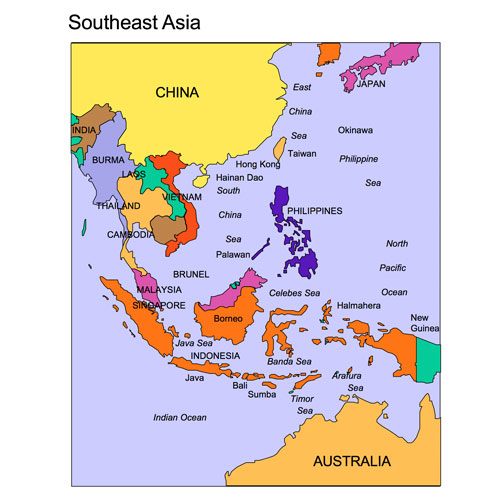 Southeast Asia
CHINA
East
China
Sea
JAPAN
INDIA
Okinawa
BURMA
Taiwan
Hong Kong
Philippine
Sea
LAOS
Hainan Dao
South
China
Sea
VIETNAM
THAILAND
PHILIPPINES
CAMBODIA
Palawan
North
Pacific
Ocean
BRUNEL
MALAYSIA
Celebes Sea
SINGAPORE
Halmahera
Borneo
New
Guinea
Java Sea
INDONESIA
Banda Sea
Java
Bali
Sumba
Arafura
Sea
Timor
Sea
Indian Ocean
AUSTRALIA